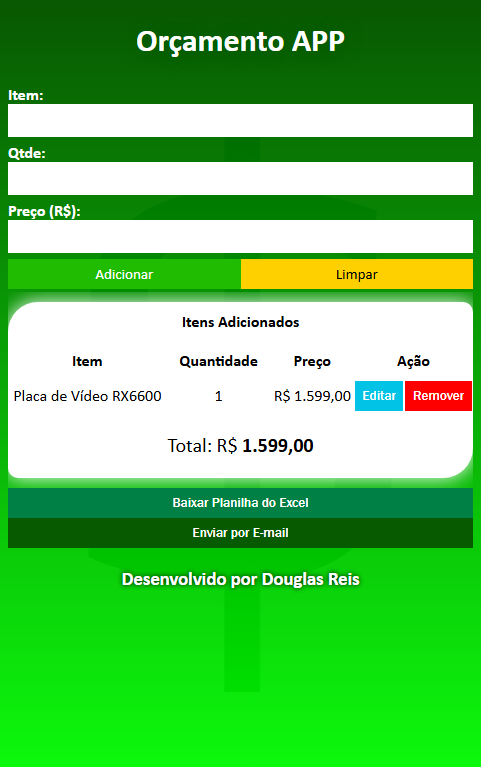 Orçamento APP
Item:
Qtde:
Preço (R$):
Adicionar Limpar
Itens Adicionados
Item Quantidade Preço Ação
Placa de Vídeo RX6600 1 R$ 1.599,00 Editar Remover
Total: R$ 1.599,00
Baixar Planilha do Excel
Enviar por E-mail
Desenvolvido por Douglas Reis